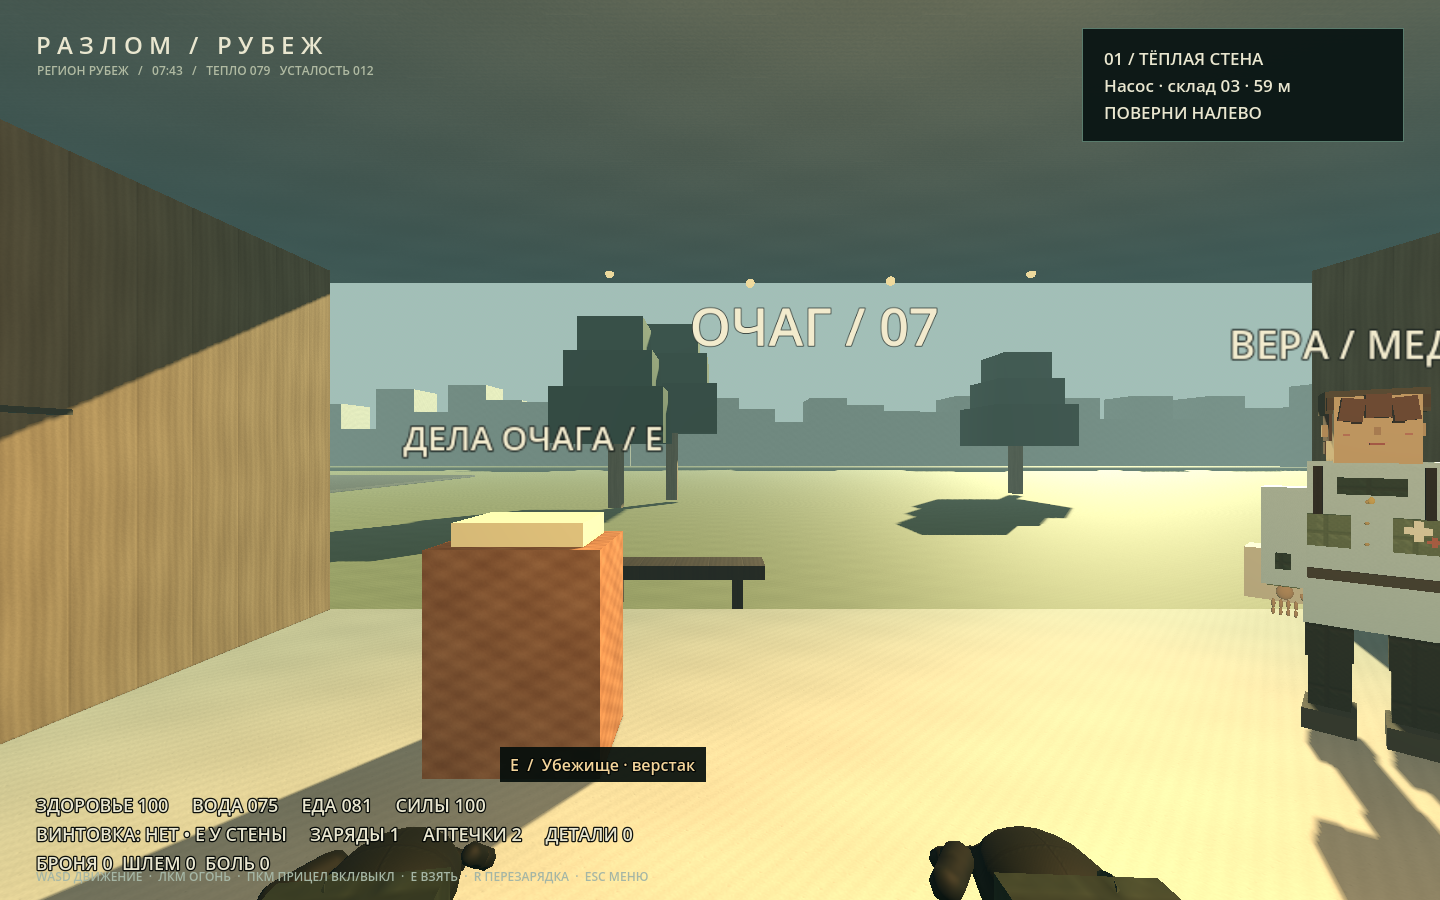 РАЗЛОМ / РУБЕЖ
РЕГИОН РУБЕЖ / 07:43 / ТЕПЛО 079 УСТАЛОСТЬ 012
01 / ТЁПЛАЯ СТЕНА
Насос · склад 03 · 59 м
ПОВЕРНИ НАЛЕВО
ОЧАГ / 07
ВЕРА / МЕД
ДЕЛА ОЧАГА / E
E / Убежище · верстак
ЗДОРОВЬЕ 100 ВОДА 075 ЕДА 081 СИЛЫ 100
ВИНТОВКА: НЕТ • E У СТЕНЫ ЗАРЯДЫ 1 АПТЕЧКИ 2 ДЕТАЛИ 0
БРОНЯ 0 ШЛЕМ 0 БОЛЬ 0
WASD ДВИЖЕНИЕ · ЛКМ ОГОНЬ · ПКМ ПРИЦЕЛ ВКЛ/ВЫКЛ · E ВЗЯТЬ · R ПЕРЕЗАРЯДКА · ESC МЕНЮ